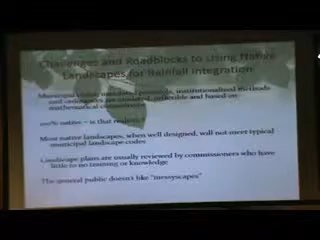 Challenges and Roadblocks to Using Native
Landscapes for Rainfall Integration
Municipal codes, mandated protocols, institutionalized methods
and ordinances are outdated, inflexible and based on
mathematical
100% native – is that
Most native landscapes, when well designed, will not meet typical
municipal landscape codes
Landscape plans are usually reviewed by commissioners who have
little to no training or knowledge
The general public doesn't like "messyscapes"